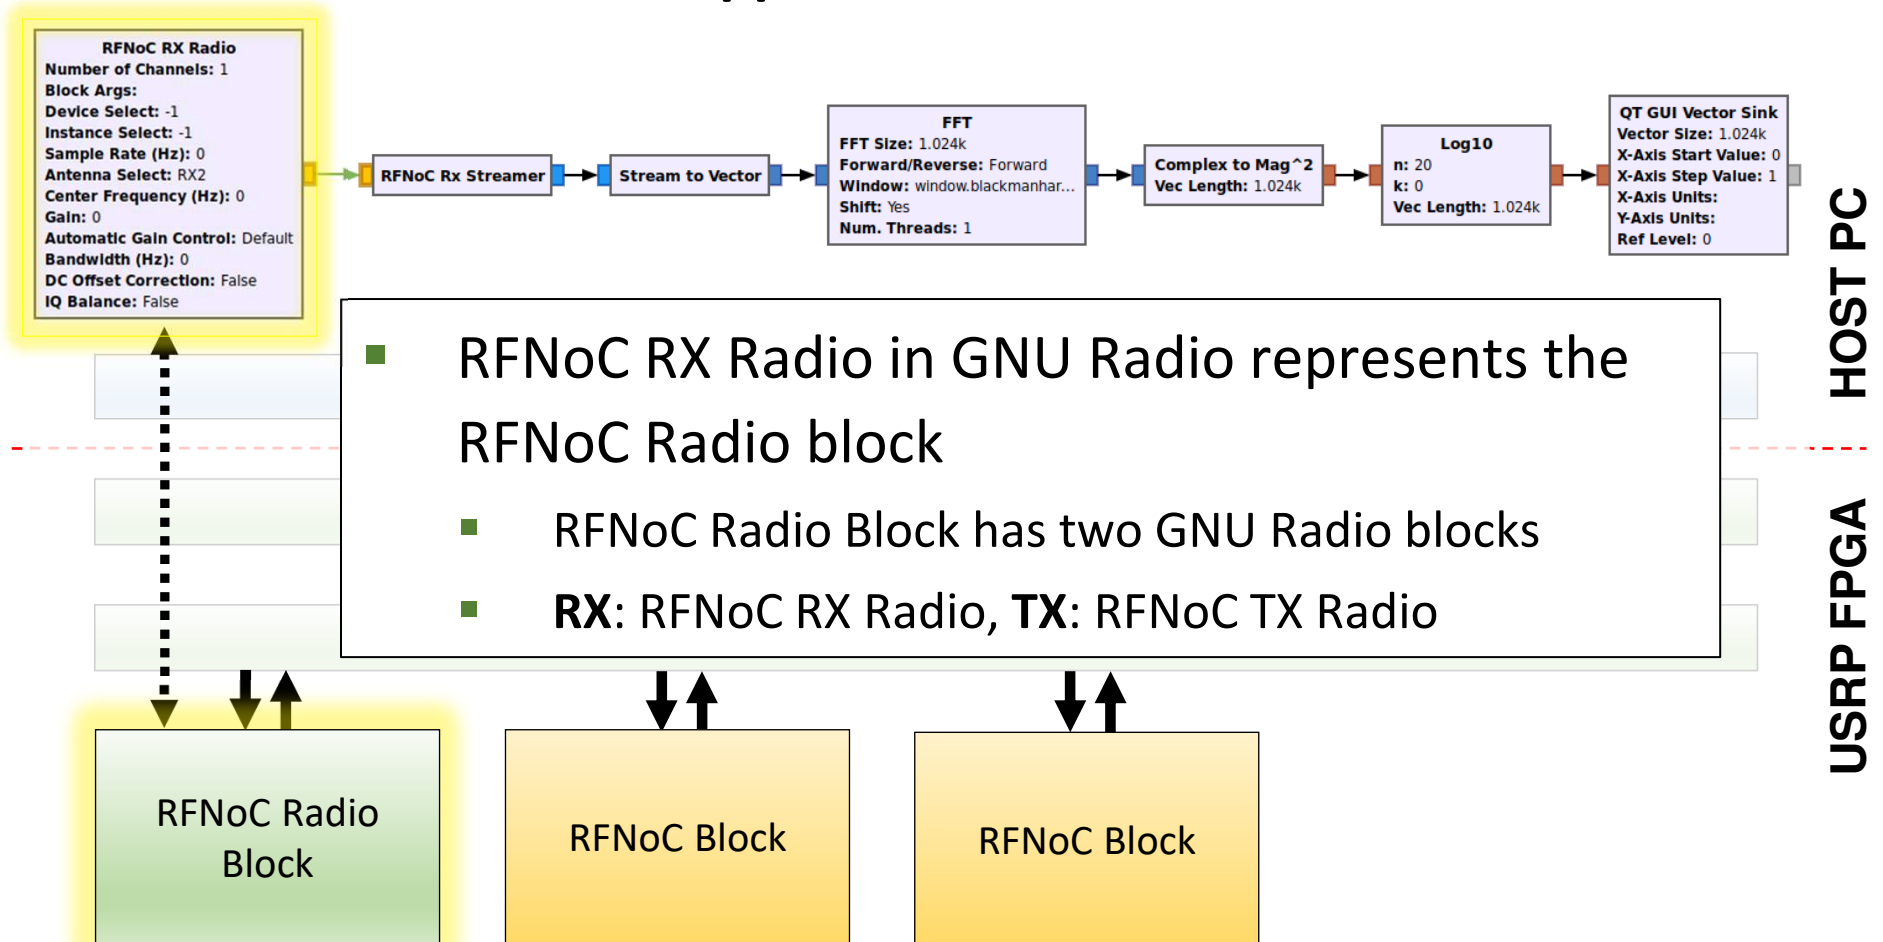 RFNoC RX Radio
Number of Channels: 1
Block Args:
Device Select: -1
Instance Select: -1
Sample Rate (Hz): 0
Antenna Select: RX2
Center Frequency (Hz): 0
Gain: 0
Automatic Gain Control: Default
Bandwidth (Hz): 0
DC Offset Correction: False
IQ Balance: False
RFNoC Rx Streamer
Stream to Vector
FFT
FFT Size: 1.024k
Forward/Reverse: Forward
Window: window.blackmanhar...
Shift: Yes
Num. Threads: 1
Complex to Mag^2
Vec Length: 1.024k
Log10
n: 20
k: 0
Vec Length: 1.024k
QT GUI Vector Sink
Vector Size: 1.024k
X-Axis Start Value: 0
X-Axis Step Value: 1
X-Axis Units:
Y-Axis Units:
Ref Level: 0
HOST PC
RFNoC RX Radio in GNU Radio represents the
RFNoC Radio block
RFNoC Radio Block has two GNU Radio blocks
RX: RFNoC RX Radio, TX: RFNoC TX Radio
USRP FPGA
RFNoC Radio
Block
RFNoC Block
RFNoC Block